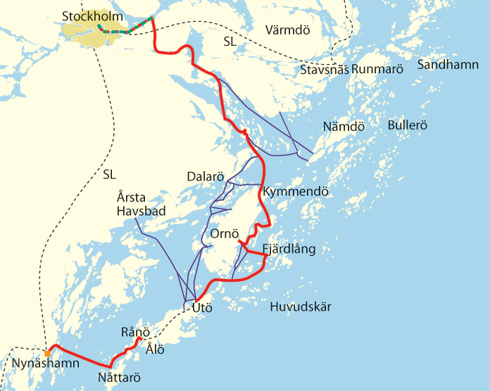 Stockholm
SL
Värmdö
Stavsnäs
Runmarö
Sandhamn
Nämdö
Bullerö
Dalarö
SL
Årsta
Havsbad
Kymmendö
Ornö
Fjärdlång
Utö
Huvudskär
Rånö
Ålö
Nynäshamn
Nåttarö